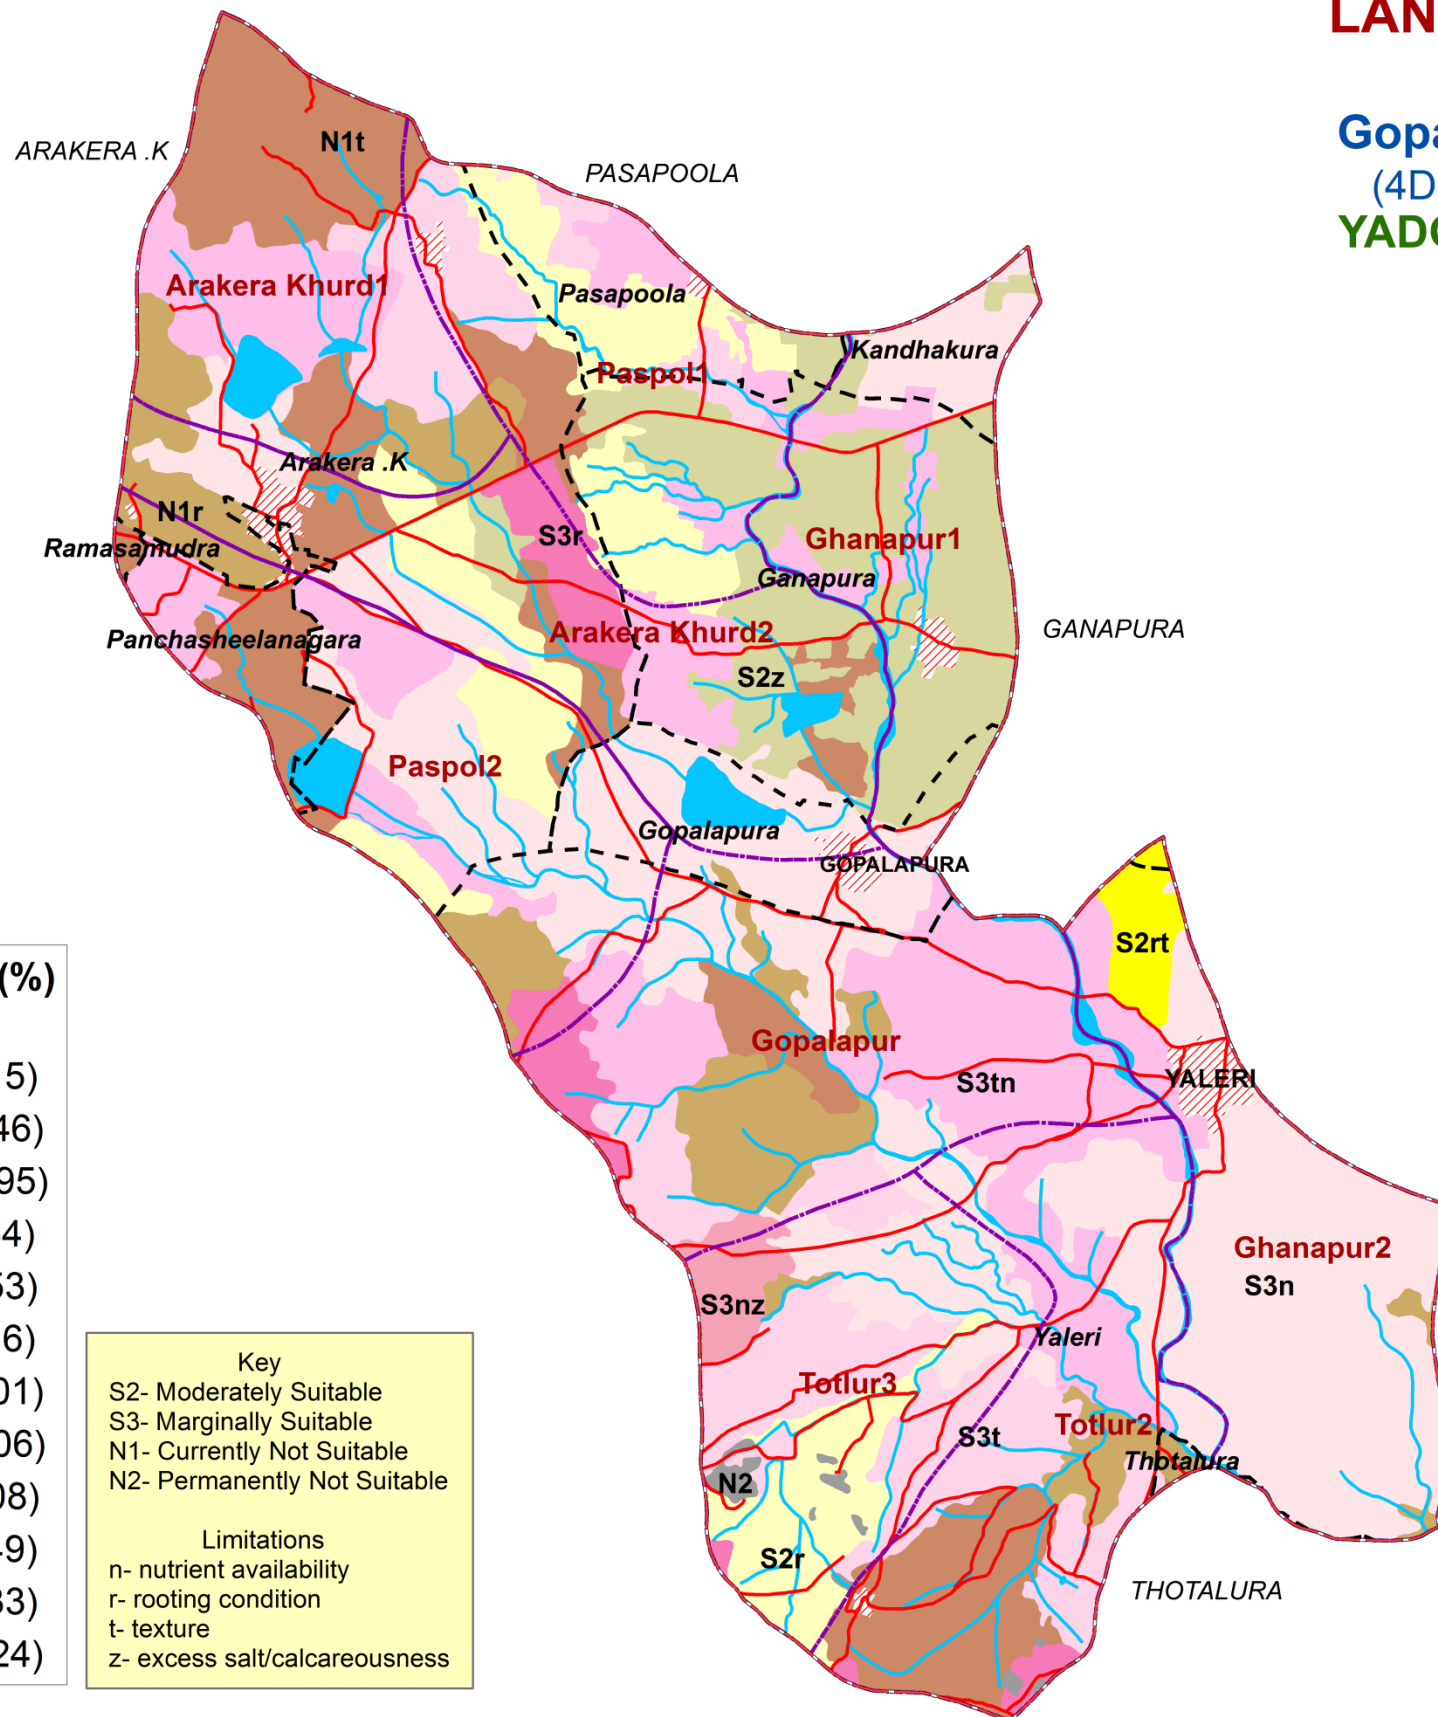 LAN
Gopa
(4D
YADG
ARAKERA .K
N1t
PASAPOOLA
Arakera Khurd1
Pasapoola
Kandhakura
Paspol1
Arakera .K
N1r
S3r
Ramasamudra
Ghanapur1
Ganapura
Panchasheelanagara
Arakera Khurd2
GANAPURA
S2z
Paspol2
Gopalapura
GOPALAPURA
S2rt
Gopalapur
S3tn
YALERI
Ghanapur2
S3n
S3nz
Yaleri
Totlur3
S3t
Totlur2
Thotalura
N2
S2r
THOTALURA
(%)
5)
46)
95)
4)
53)
6)
01)
06)
08)
49)
33)
24)
Key
S2- Moderately Suitable
S3- Marginally Suitable
N1- Currently Not Suitable
N2- Permanently Not Suitable
Limitations
n- nutrient availability
r- rooting condition
t- texture
z- excess salt/calcareousness